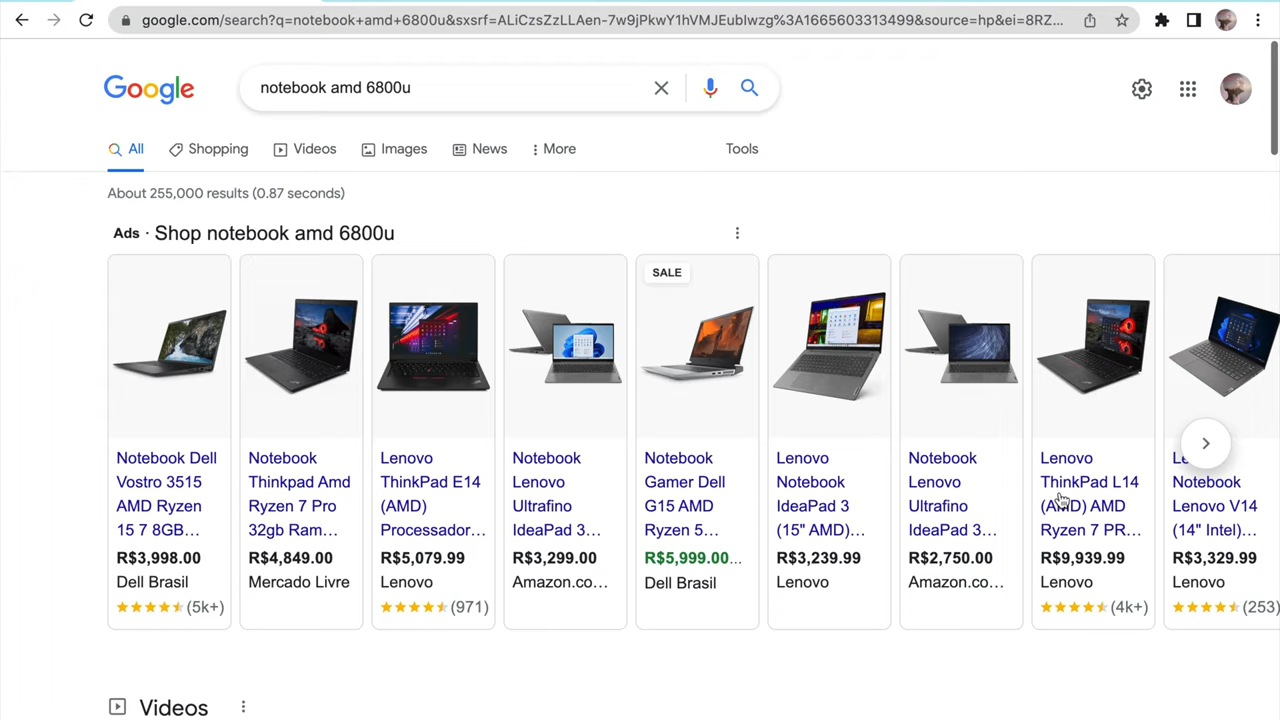 google.com/search?q=notebook+amd+6800u&sxsrf=ALiCzsZzLLAen-7w9jPkwY1hVMJEubIwzg%3A1665603313499&source=hp&ei=8RZ...
Google
notebook amd 6800u
All
Shopping
Videos
Images
News
More
Tools
About 255,000 results (0.87 seconds)
Ads · Shop notebook amd 6800u
Notebook Dell
Vostro 3515
AMD Ryzen
15 7 8GB...
R$3,998.00
Dell Brasil
(5k+)
Notebook
Thinkpad Amd
Ryzen 7 Pro
32gb Ram...
R$4,849.00
Mercado Livre
Lenovo
ThinkPad E14
(AMD)
Processador...
R$5,079.99
Lenovo
(971)
Notebook
Lenovo
Ultrafino
IdeaPad 3...
R$3,299.00
Amazon.co...
SALE
Notebook
Gamer Dell
G15 AMD
Ryzen 5...
R$5,999.00...
Dell Brasil
Lenovo
Notebook
IdeaPad 3
(15" AMD)...
R$3,239.99
Lenovo
Notebook
Lenovo
Ultrafino
IdeaPad 3...
R$2,750.00
Amazon.co...
Lenovo
ThinkPad L14
(AMD) AMD
Ryzen 7 PR...
R$9,939.99
Lenovo
(4k+)
Notebook
Lenovo V14
(14" Intel)...
R$3,329.99
Lenovo
(253)
Videos